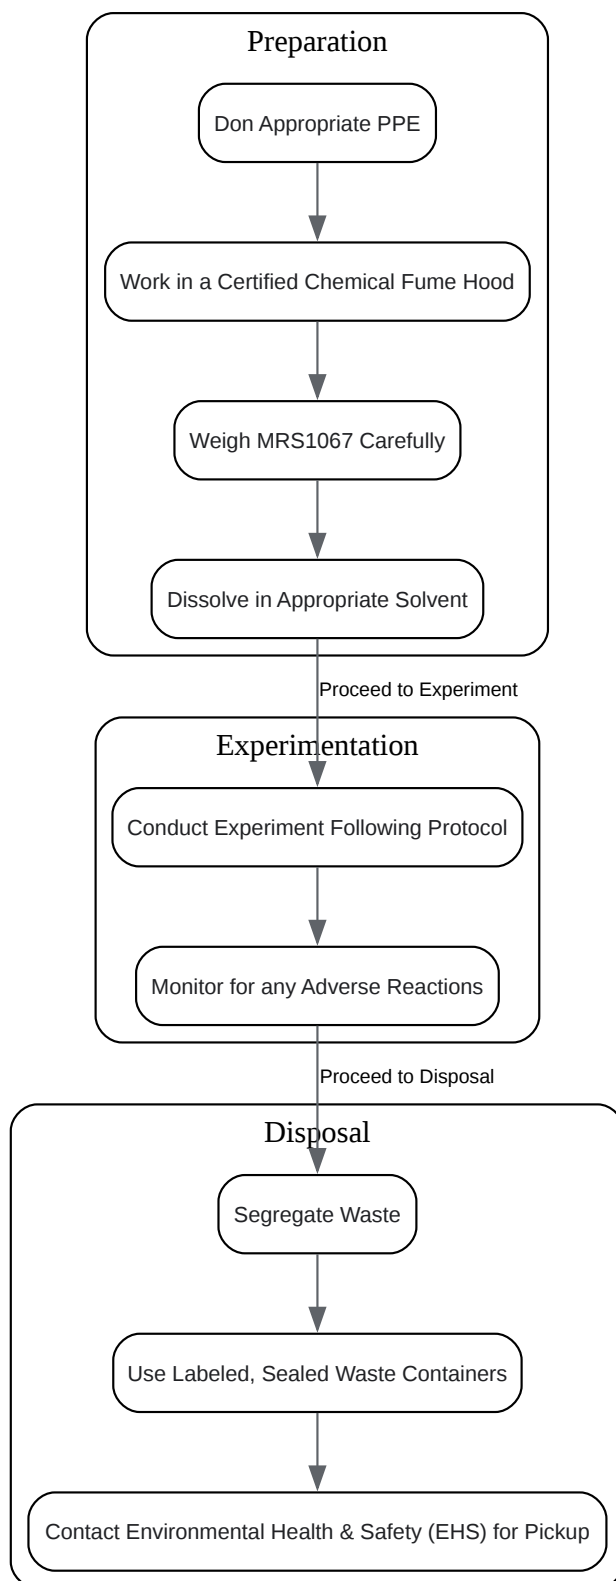 Preparation
Don Appropriate PPE
Work in a Certified Chemical Fume Hood
Weigh MRS1067 Carefully
Dissolve in Appropriate Solvent
Proceed to Experiment
Experimentation
Conduct Experiment Following Protocol
Monitor for any Adverse Reactions
Proceed to Disposal
Disposal
Segregate Waste
Use Labeled, Sealed Waste Containers
Contact Environmental Health & Safety (EHS) for Pickup